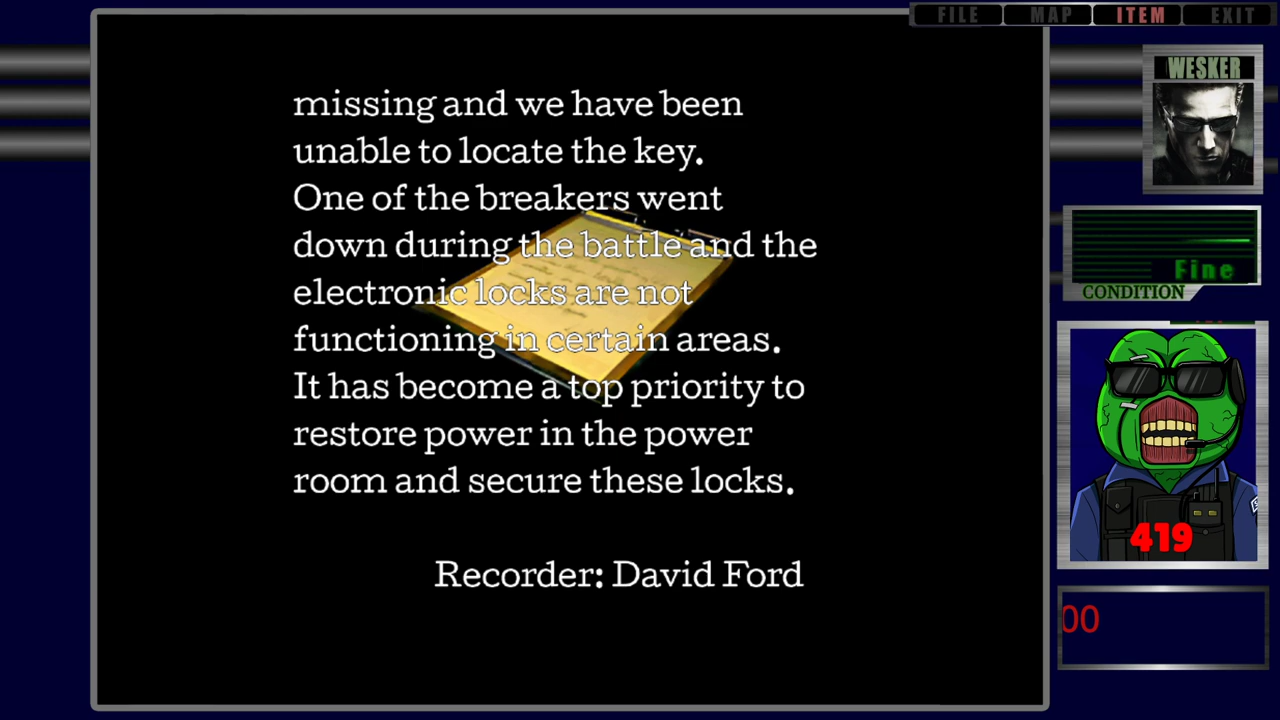 FILE MAP ITEM EXIT
WESKER
missing and we have been
unable to locate the key.
One of the breakers went
down during the battle and the
electronic locks are not
functioning in certain areas.
It has become a top priority to
restore power in the power
room and secure these locks.
Recorder: David Ford
Fine
CONDITION
419
00